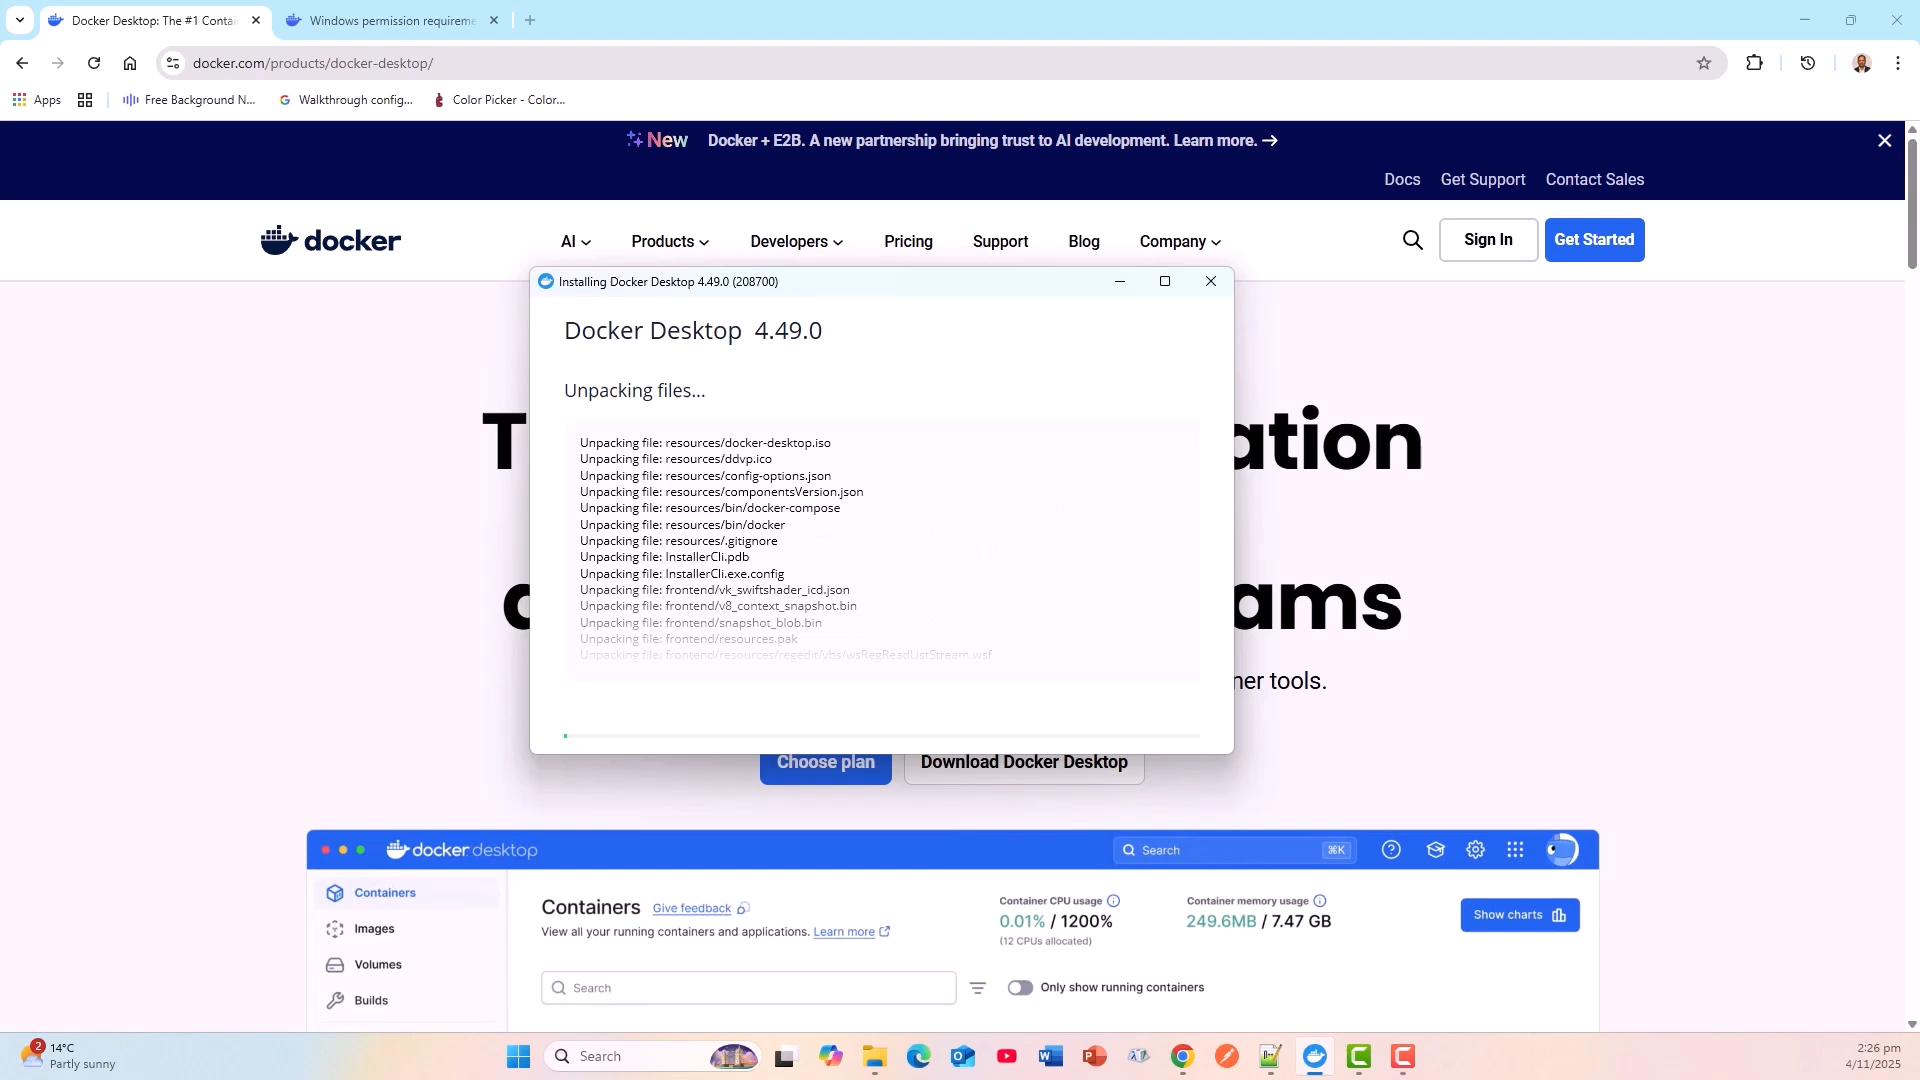 Docker Desktop: The #1 Contai
Windows permission requireme
docker.com/products/docker-desktop/
Apps
Free Background N...
Walkthrough config...
Color Picker - Color...
New
Docker + E2B. A new partnership bringing trust to AI development. Learn more. →
Docs
Get Support
Contact Sales
docker
AI
Products
Developers
Pricing
Support
Blog
Company
Sign In
Get Started
Installing Docker Desktop 4.49.0 (208700)
Docker Desktop 4.49.0
Unpacking files...
Unpacking file: resources/docker-desktop.iso
Unpacking file: resources/ddvp.ico
Unpacking file: resources/config-options.json
Unpacking file: resources/componentsVersion.json
Unpacking file: resources/bin/docker-compose
Unpacking file: resources/bin/docker
Unpacking file: resources/.gitignore
Unpacking file: InstallerCli.pdb
Unpacking file: InstallerCli.exe.config
Unpacking file: frontend/vk_swiftshader_icd.json
Unpacking file: frontend/v8_context_snapshot.bin
Unpacking file: frontend/snapshot_blob.bin
Unpacking file: frontend/resources.pak
Unpacking file: frontend/resources/regedit/vbs/wsRegReadListStream.wsf
T
ation
ams
ner tools.
Choose plan
Download Docker Desktop
docker desktop
Search
⌘K
Containers
Images
Volumes
Builds
Containers
Give feedback
View all your running containers and applications. Learn more
Container CPU usage
0.01% / 1200%
(12 CPUs allocated)
Container memory usage
249.6MB / 7.47 GB
Show charts
Search
Only show running containers
2
14°C
Partly sunny
Search
2:26 pm
4/11/2025